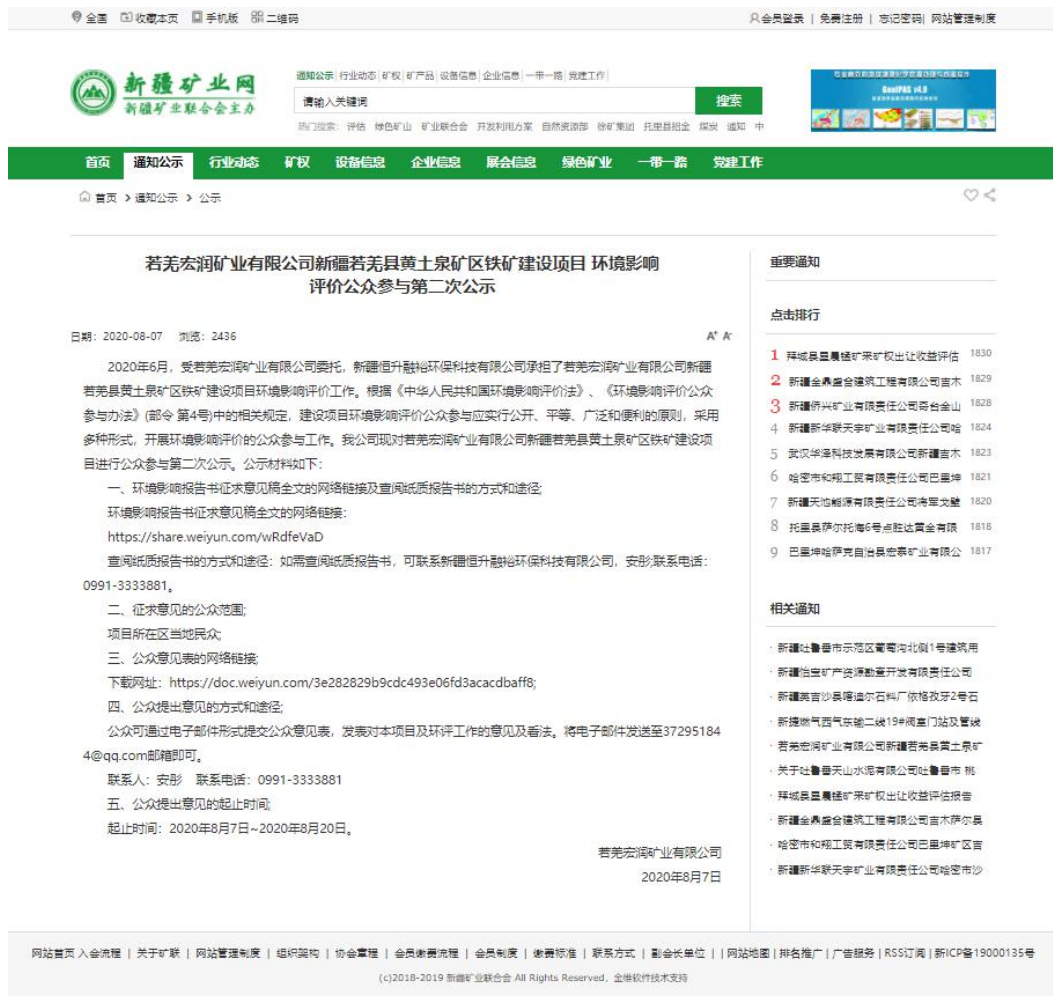 全国 收藏本页 手机版 二维码
会员登录 | 免费注册 | 忘记密码| 网站管理制度
新疆矿业网
新疆矿业联合会主办
通知公示|行业动态|矿权|矿产品|设备信息|企业信息|一带一路|党建工作|
请输入关键词
搜索
热门搜索: 评估 绿色矿山 矿业联合会 开发利用方案 自然资源部 徐矿集团 托里县招金 煤炭 通知 中
GeoIPAS v4.0
首页 通知公示 行业动态 矿权 设备信息 企业信息 展会信息 绿色矿业 一带一路 党建工作
首页 > 通知公示 > 公示
若羌宏润矿业有限公司新疆若羌县黄土泉矿区铁矿建设项目 环境影响
评价公众参与第二次公示
日期: 2020-08-07 浏览: 2436
A+ A-
2020年6月，受若羌宏润矿业有限公司委托，新疆恒升融裕环保科技有限公司承担了若羌宏润矿业有限公司新疆
若羌县黄土泉矿区铁矿建设项目环境影响评价工作。根据《中华人民共和国环境影响评价法》、《环境影响评价公众
参与办法》(部令 第4号)中的相关规定，建设项目环境影响评价公众参与应实行公开、平等、广泛和便利的原则，采用
多种形式，开展环境影响评价的公众参与工作。我公司现对若羌宏润矿业有限公司新疆若羌县黄土泉矿区铁矿建设项
目进行公众参与第二次公示。公示材料如下：
一、环境影响报告书征求意见稿全文的网络链接及查阅纸质报告书的方式和途径;
环境影响报告书征求意见稿全文的网络链接：
https://share.weiyun.com/wRdfeVaD
查阅纸质报告书的方式和途径：如需查阅纸质报告书，可联系新疆恒升融裕环保科技有限公司，安彤;联系电话：
0991-3333881。
二、征求意见的公众范围;
项目所在区当地民众;
三、公众意见表的网络链接;
下载网址：https://doc.weiyun.com/3e282829b9cdc493e06fd3acacdbaff8;
四、公众提出意见的方式和途径;
公众可通过电子邮件形式提交公众意见表，发表对本项目及环评工作的意见及看法。将电子邮件发送至37295184
4@qq.com邮箱即可。
联系人：安彤 联系电话：0991-3333881
五、公众提出意见的起止时间;
起止时间：2020年8月7日~2020年8月20日。
若羌宏润矿业有限公司
2020年8月7日
重要通知
点击排行
1 拜城县星晨锰矿采矿权出让收益评估 1830
2 新疆金鼎盛合建筑工程有限公司吉木 1829
3 新疆侨兴矿业有限责任公司奇台金山 1828
4 新疆新华联天宇矿业有限责任公司哈 1824
5 武汉华泽科技发展有限公司新疆吉木 1823
6 哈密市和翔工贸有限责任公司巴里坤 1821
7 新疆天池能源有限责任公司将军戈壁 1820
8 托里县萨尔托海6号点胜达黄金有限 1818
9 巴里坤哈萨克自治县宏泰矿业有限公 1817
相关通知
· 新疆吐鲁番市示范区葡萄沟北侧1号建筑用
· 新疆怡宝矿产资源勘查开发有限责任公司
· 新疆英吉沙县喀迪尔石料厂依格孜牙2号石
· 新捷燃气西气东输二线19#阀室门站及管线
· 若羌宏润矿业有限公司新疆若羌县黄土泉矿
· 关于吐鲁番天山水泥有限公司吐鲁番市 桃
· 拜城县星晨锰矿采矿权出让收益评估报告
· 新疆金鼎盛合建筑工程有限公司吉木萨尔县
· 哈密市和翔工贸有限责任公司巴里坤矿区吉
· 新疆新华联天宇矿业有限责任公司哈密市沙
网站首页 入会流程 | 关于矿联 | 网站管理制度 | 组织架构 | 协会章程 | 会员缴费流程 | 会员制度 | 缴费标准 | 联系方式 | 副会长单位 | | 网站地图 | 排名推广 | 广告服务 | RSS订阅 | 新ICP备19000135号
(c)2018-2019 新疆矿业联合会 All Rights Reserved，金维软件技术支持